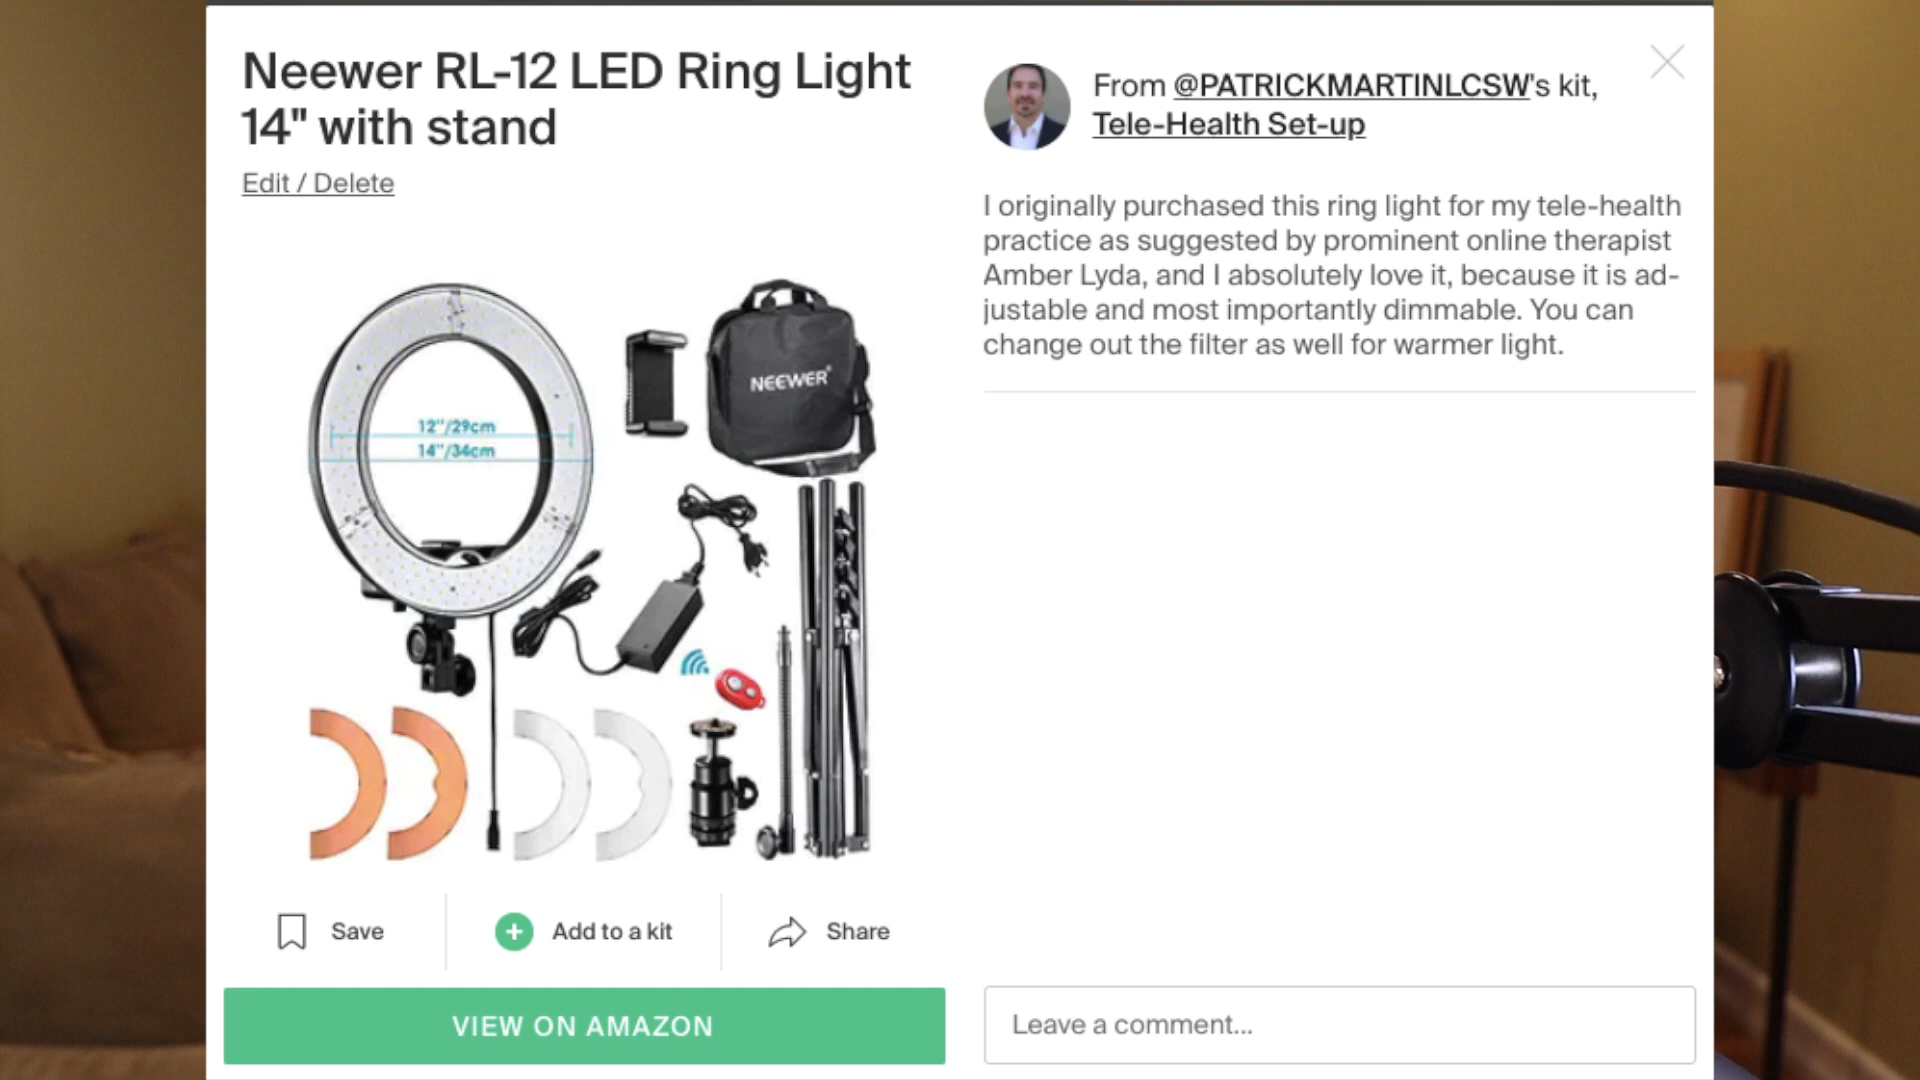 Neewer RL-12 LED Ring Light
14" with stand
Edit / Delete
12"/29cm
14"/34cm
NEEWER®
Save
Add to a kit
Share
VIEW ON AMAZON
From @PATRICKMARTINLCSW's kit,
Tele-Health Set-up
I originally purchased this ring light for my tele-health
practice as suggested by prominent online therapist
Amber Lyda, and I absolutely love it, because it is ad-
justable and most importantly dimmable. You can
change out the filter as well for warmer light.
Leave a comment...